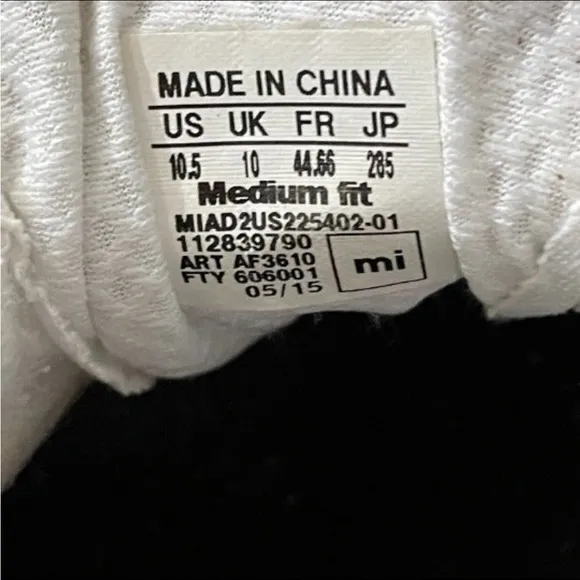 MADE IN CHINA
US UK FR JP
10.5 10 44.66 285
Medium fit
MIAD2US225402-01
112839790
ART AF3610
FTY 606001
05/15
mi